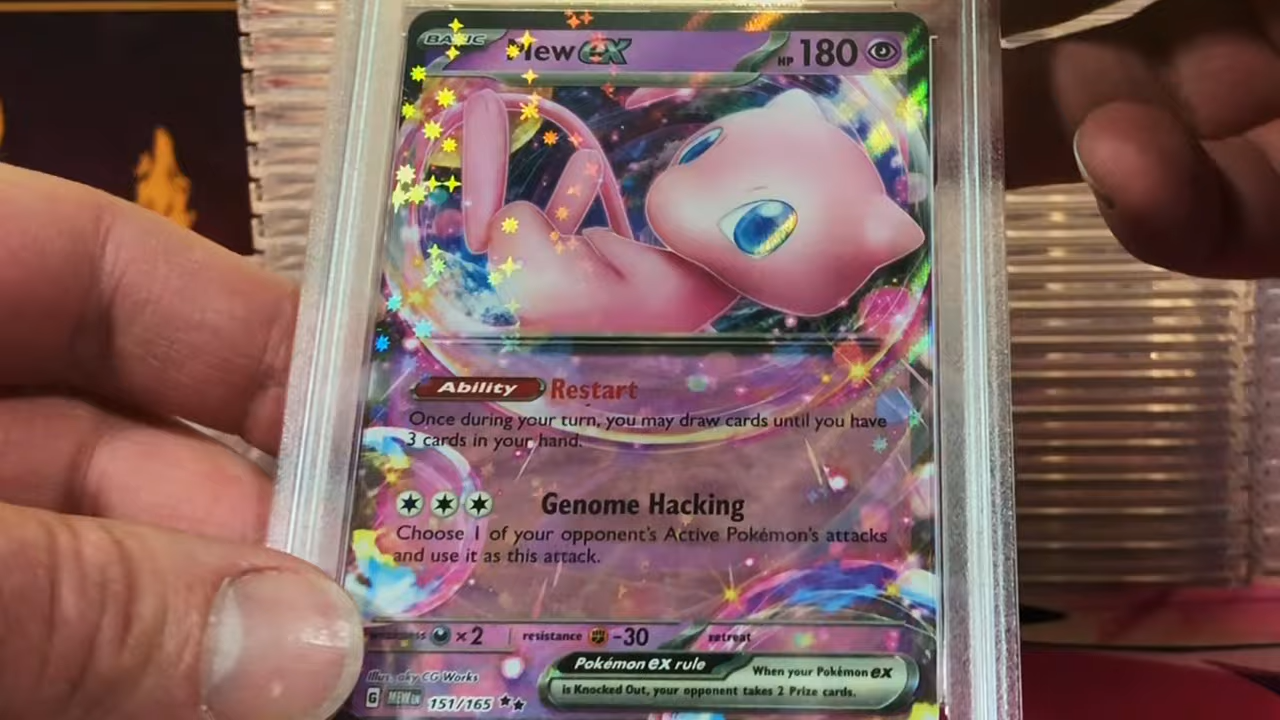 BASIC Mew ex HP 180
Ability Restart
Once during your turn, you may draw cards until you have
3 cards in your hand.
Genome Hacking
Choose 1 of your opponent's Active Pokémon's attacks
and use it as this attack.
weakness ×2 resistance -30 retreat
Pokémon ex rule When your Pokémon ex
is Knocked Out, your opponent takes 2 Prize cards.
Illus. aky CG Works
G MEW EN 151/165